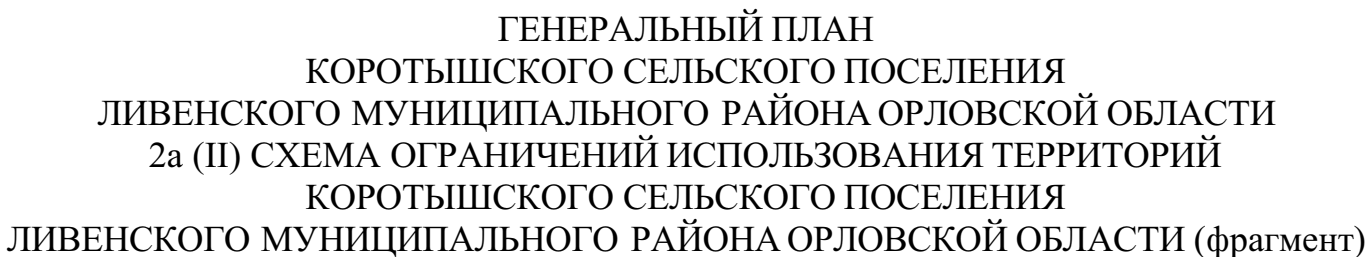 ГЕНЕРАЛЬНЫЙ ПЛАН
КОРОТЫШСКОГО СЕЛЬСКОГО ПОСЕЛЕНИЯ
ЛИВЕНСКОГО МУНИЦИПАЛЬНОГО РАЙОНА ОРЛОВСКОЙ ОБЛАСТИ
2а (II) СХЕМА ОГРАНИЧЕНИЙ ИСПОЛЬЗОВАНИЯ ТЕРРИТОРИЙ
КОРОТЫШСКОГО СЕЛЬСКОГО ПОСЕЛЕНИЯ
ЛИВЕНСКОГО МУНИЦИПАЛЬНОГО РАЙОНА ОРЛОВСКОЙ ОБЛАСТИ (фрагмент)